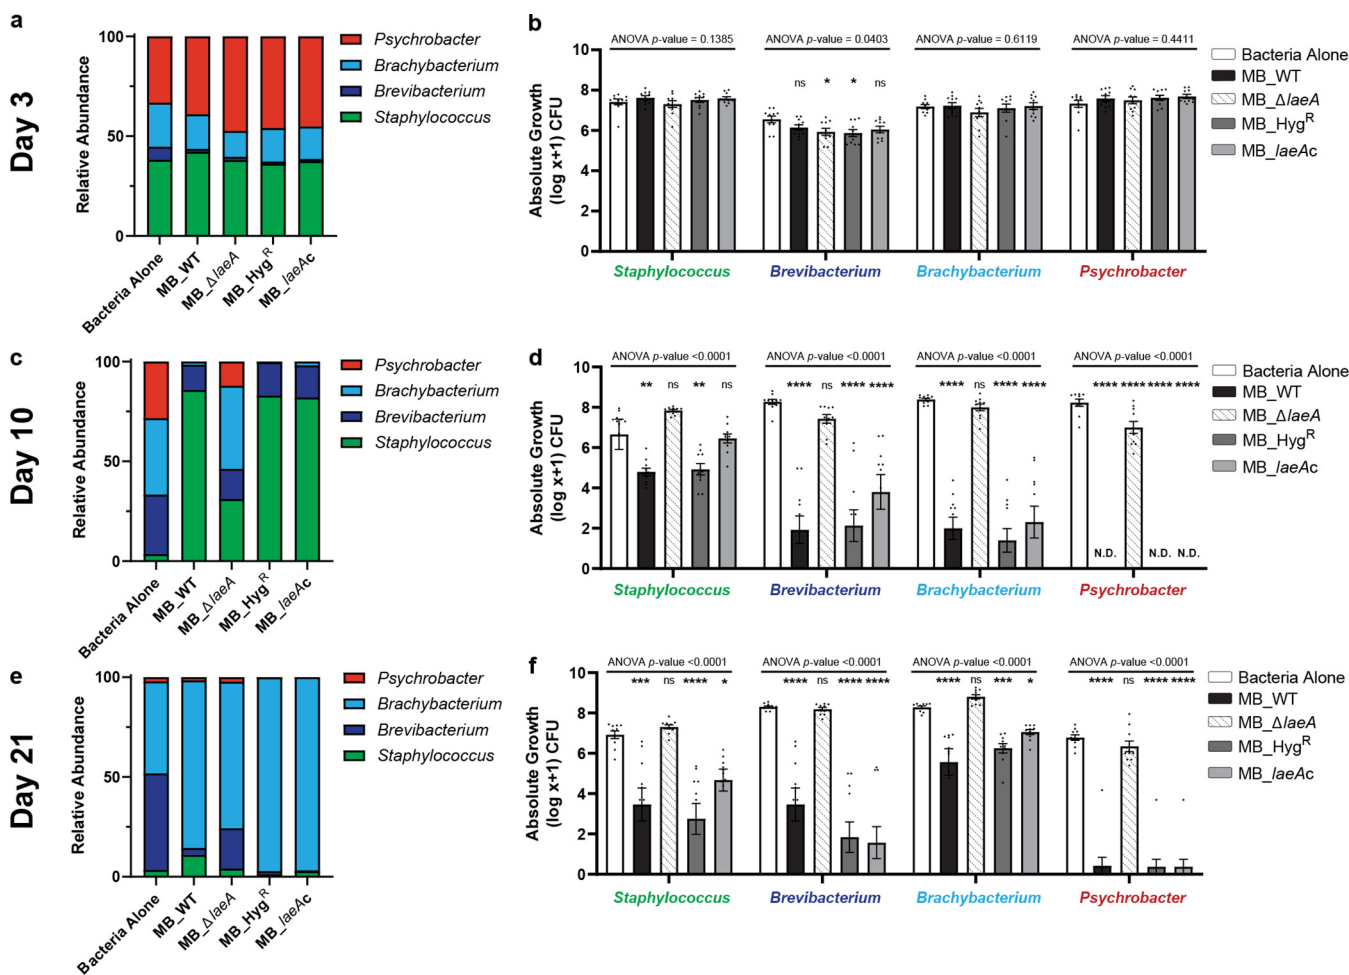 a
Day 3
Relative Abundance
100
50
0
Bacteria Alone
MB_WT
MB_ΔlaeA
MB_Hyg^R
MB_laeAc
Psychrobacter
Brachybacterium
Brevibacterium
Staphylococcus
b
Absolute Growth
(log x+1) CFU
10
8
6
4
2
0
ANOVA p-value = 0.1385
ANOVA p-value = 0.0403
ANOVA p-value = 0.6119
ANOVA p-value = 0.4411
ns * * ns
Staphylococcus
Brevibacterium
Brachybacterium
Psychrobacter
Bacteria Alone
MB_WT
MB_ΔlaeA
MB_Hyg^R
MB_laeAc
c
Day 10
Relative Abundance
100
50
0
Bacteria Alone
MB_WT
MB_ΔlaeA
MB_Hyg^R
MB_laeAc
Psychrobacter
Brachybacterium
Brevibacterium
Staphylococcus
d
Absolute Growth
(log x+1) CFU
10
8
6
4
2
0
ANOVA p-value <0.0001
ANOVA p-value <0.0001
ANOVA p-value <0.0001
ANOVA p-value <0.0001
** ns ** ns
**** ns **** ****
**** ns **** ****
**** **** **** ****
N.D. N.D. N.D.
Staphylococcus
Brevibacterium
Brachybacterium
Psychrobacter
Bacteria Alone
MB_WT
MB_ΔlaeA
MB_Hyg^R
MB_laeAc
e
Day 21
Relative Abundance
100
50
0
Bacteria Alone
MB_WT
MB_ΔlaeA
MB_Hyg^R
MB_laeAc
Psychrobacter
Brachybacterium
Brevibacterium
Staphylococcus
f
Absolute Growth
(log x+1) CFU
10
8
6
4
2
0
ANOVA p-value <0.0001
ANOVA p-value <0.0001
ANOVA p-value <0.0001
ANOVA p-value <0.0001
*** ns **** *
**** ns **** ****
**** ns *** *
**** ns **** ****
Staphylococcus
Brevibacterium
Brachybacterium
Psychrobacter
Bacteria Alone
MB_WT
MB_ΔlaeA
MB_Hyg^R
MB_laeAc